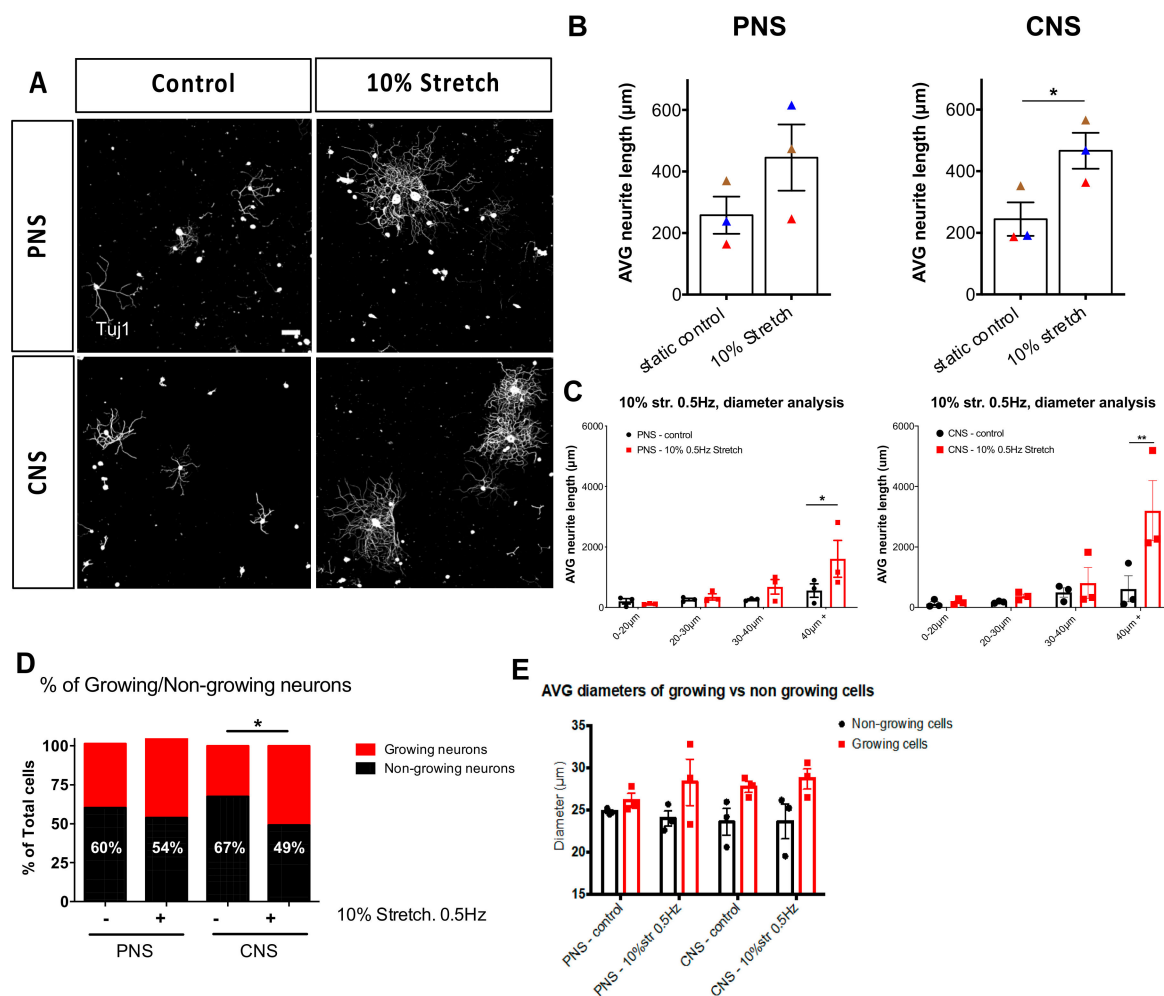 A
Control
10% Stretch
PNS
Tuj1
CNS
B
PNS
CNS
AVG neurite length (µm)
600
400
200
0
static control
10% Stretch
AVG neurite length (µm)
600
400
200
0
*
static control
10% stretch
C
10% str. 0.5Hz, diameter analysis
PNS - control
PNS - 10% 0.5Hz Stretch
AVG neurite length (µm)
6000
4000
2000
0
*
0-20µm
20-30µm
30-40µm
40µm +
10% str. 0.5Hz, diameter analysis
CNS - control
CNS - 10% 0.5Hz Stretch
AVG neurite length (µm)
6000
4000
2000
0
**
0-20µm
20-30µm
30-40µm
40µm +
D
% of Growing/Non-growing neurons
% of Total cells
100
75
50
25
0
*
60%
54%
67%
49%
Growing neurons
Non-growing neurons
- + - +
10% Stretch. 0.5Hz
PNS
CNS
E
AVG diameters of growing vs non growing cells
Non-growing cells
Growing cells
Diameter (µm)
35
30
25
20
15
PNS - control
PNS - 10%str 0.5Hz
CNS - control
CNS - 10%str 0.5Hz